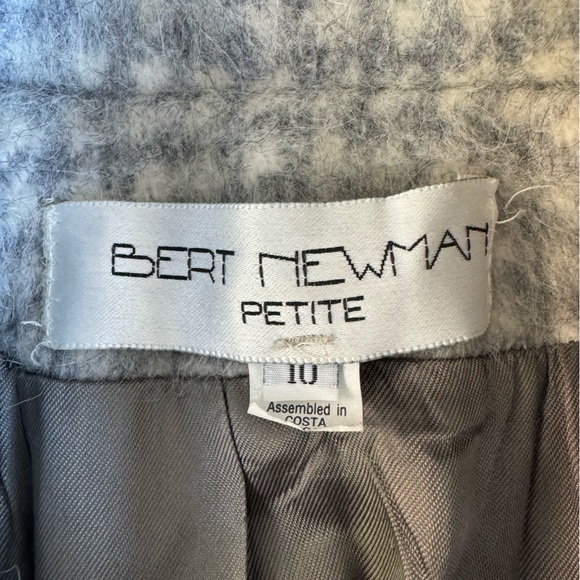 BERT NEWMAN
PETITE
10
Assembled in
COSTA